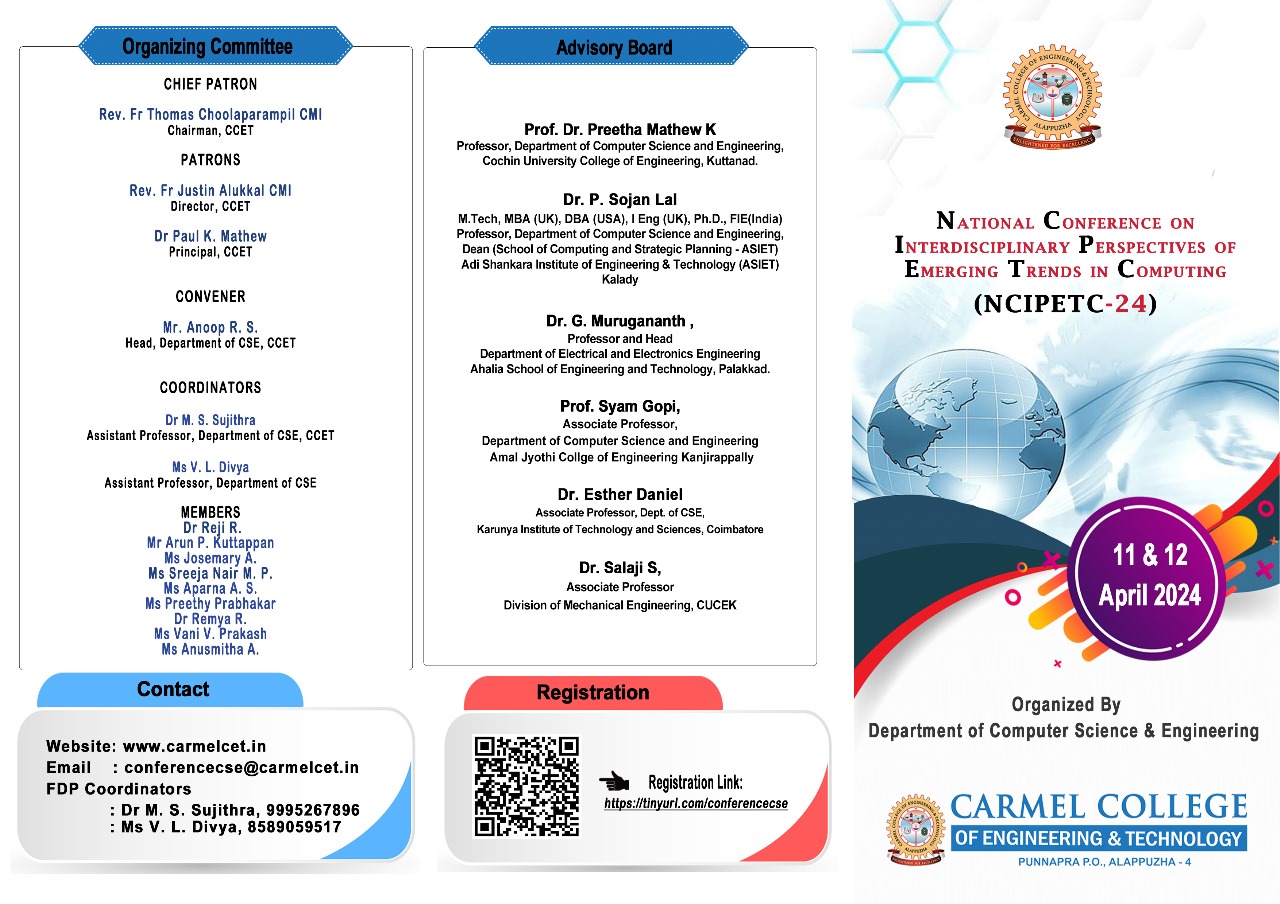 Organizing Committee
CHIEF PATRON
Rev. Fr Thomas Choolaparampil CMI
Chairman, CCET
PATRONS
Rev. Fr Justin Alukkal CMI
Director, CCET
Dr Paul K. Mathew
Principal, CCET
CONVENER
Mr. Anoop R. S.
Head, Department of CSE, CCET
COORDINATORS
Dr M. S. Sujithra
Assistant Professor, Department of CSE, CCET
Ms V. L. Divya
Assistant Professor, Department of CSE
MEMBERS
Dr Reji R.
Mr Arun P. Kuttappan
Ms Josemary A.
Ms Sreeja Nair M. P.
Ms Aparna A. S.
Ms Preethy Prabhakar
Dr Remya R.
Ms Vani V. Prakash
Ms Anusmitha A.
Contact
Website: www.carmelcet.in
Email : conferencecse@carmelcet.in
FDP Coordinators
: Dr M. S. Sujithra, 9995267896
: Ms V. L. Divya, 8589059517
Advisory Board
Prof. Dr. Preetha Mathew K
Professor, Department of Computer Science and Engineering,
Cochin University College of Engineering, Kuttanad.
Dr. P. Sojan Lal
M.Tech, MBA (UK), DBA (USA), I Eng (UK), Ph.D., FIE(India)
Professor, Department of Computer Science and Engineering,
Dean (School of Computing and Strategic Planning - ASIET)
Adi Shankara Institute of Engineering & Technology (ASIET)
Kalady
Dr. G. Murugananth ,
Professor and Head
Department of Electrical and Electronics Engineering
Ahalia School of Engineering and Technology, Palakkad.
Prof. Syam Gopi,
Associate Professor,
Department of Computer Science and Engineering
Amal Jyothi Collge of Engineering Kanjirappally
Dr. Esther Daniel
Associate Professor, Dept. of CSE,
Karunya Institute of Technology and Sciences, Coimbatore
Dr. Salaji S,
Associate Professor
Division of Mechanical Engineering, CUCEK
Registration
Registration Link:
https://tinyurl.com/conferencecse
CARMEL COLLEGE OF ENGINEERING & TECHNOLOGY
ALAPPUZHA
ENLIGHTENED FOR EXCELLENCE
NATIONAL CONFERENCE ON
INTERDISCIPLINARY PERSPECTIVES OF
EMERGING TRENDS IN COMPUTING
(NCIPETC-24)
11 & 12
April 2024
Organized By
Department of Computer Science & Engineering
CARMEL COLLEGE
OF ENGINEERING & TECHNOLOGY
PUNNAPRA P.O., ALAPPUZHA - 4